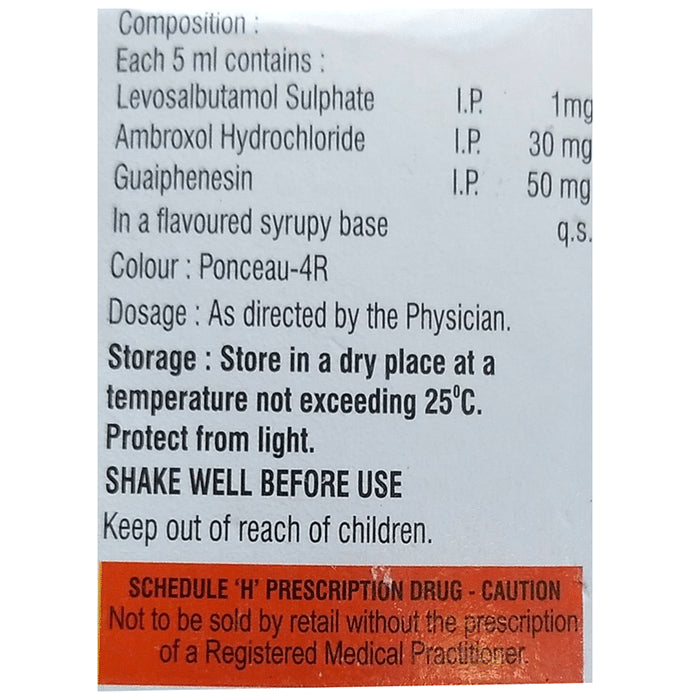 Composition :
Each 5 ml contains :
Levosalbutamol Sulphate I.P. 1mg
Ambroxol Hydrochloride I.P. 30 mg
Guaiphenesin I.P. 50 mg
In a flavoured syrupy base q.s.
Colour : Ponceau-4R
Dosage : As directed by the Physician.
Storage : Store in a dry place at a
temperature not exceeding 25⁰C.
Protect from light.
SHAKE WELL BEFORE USE
Keep out of reach of children.
SCHEDULE ‘H’ PRESCRIPTION DRUG - CAUTION
Not to be sold by retail without the prescription
of a Registered Medical Practitioner.